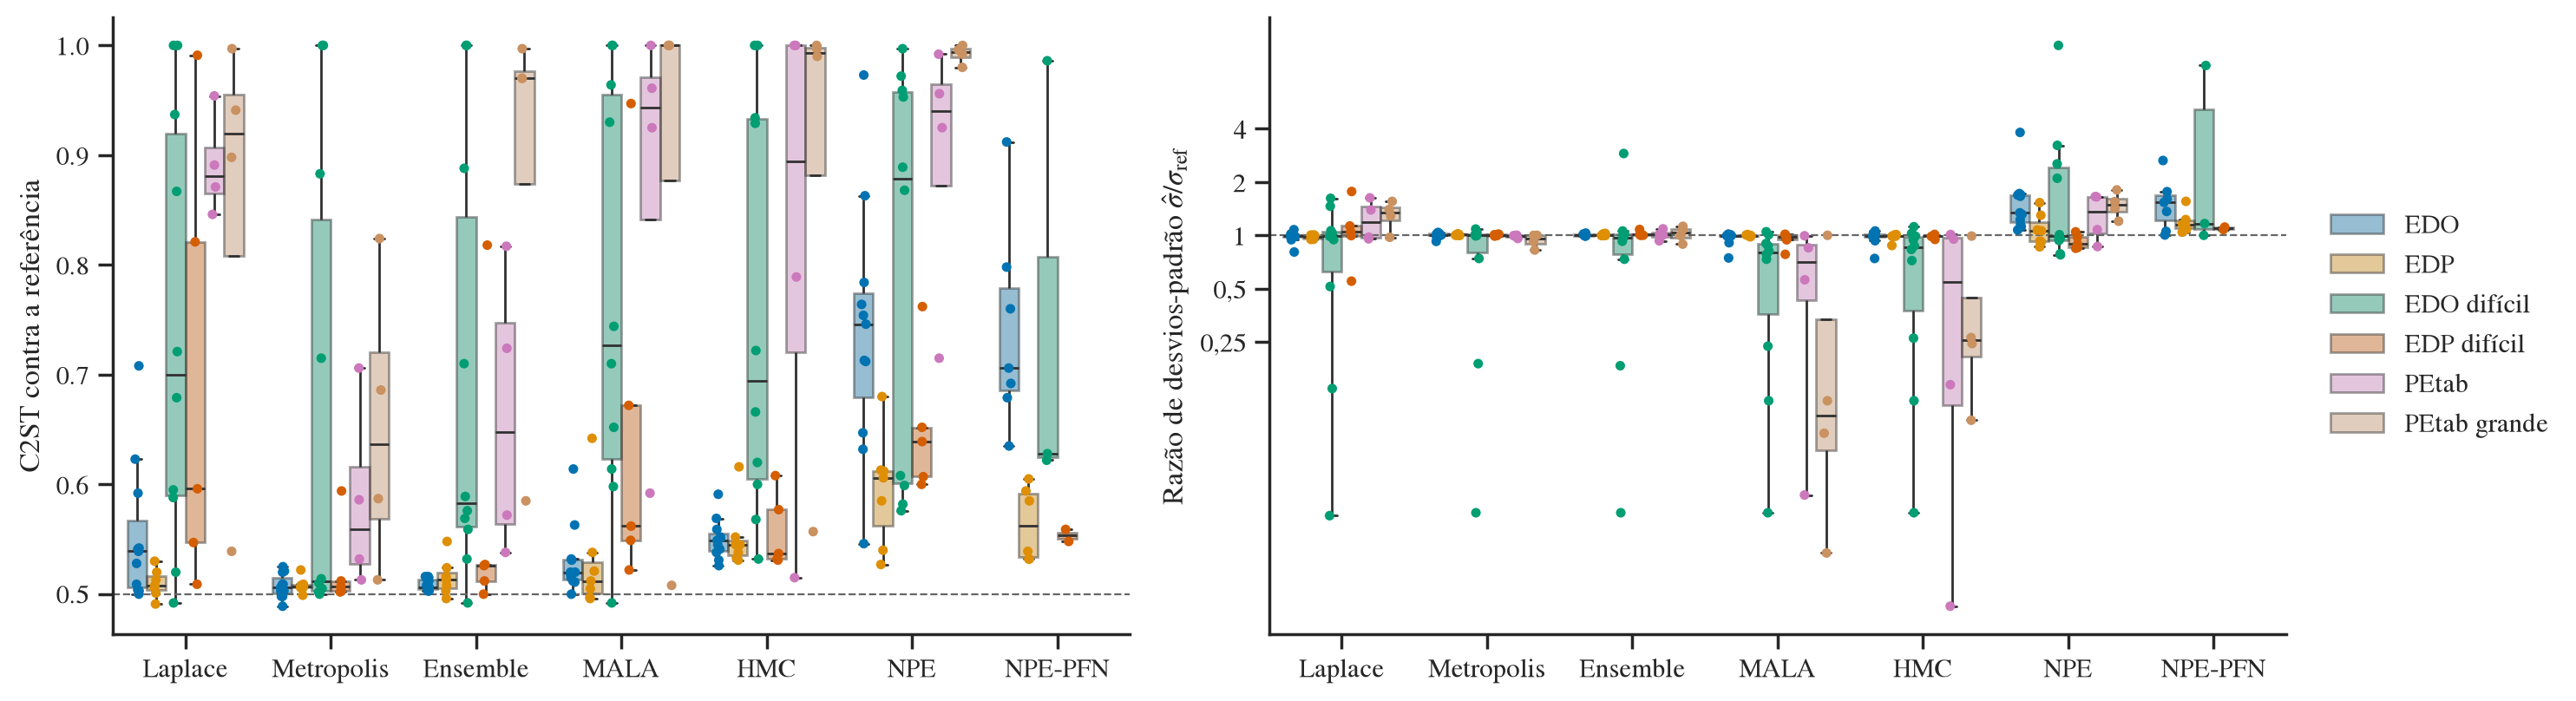 C2ST contra a referência
1.0
0.9
0.8
0.7
0.6
0.5
Laplace Metropolis Ensemble MALA HMC NPE NPE-PFN
Razão de desvios-padrão σ̂/σref
4
2
1
0,5
0,25
Laplace Metropolis Ensemble MALA HMC NPE NPE-PFN
EDO
EDP
EDO difícil
EDP difícil
PEtab
PEtab grande